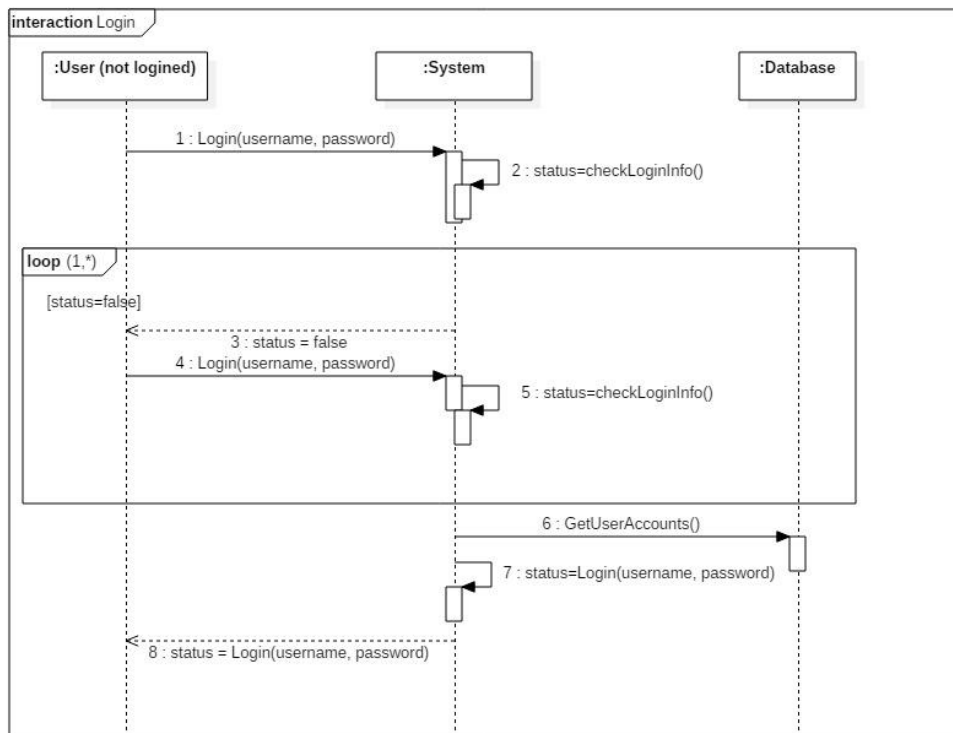 interaction Login
:User (not logined)
:System
:Database
1 : Login(username, password)
2 : status=checkLoginInfo()
loop (1,*)
[status=false]
3 : status = false
4 : Login(username, password)
5 : status=checkLoginInfo()
6 : GetUserAccounts()
7 : status=Login(username, password)
8 : status = Login(username, password)